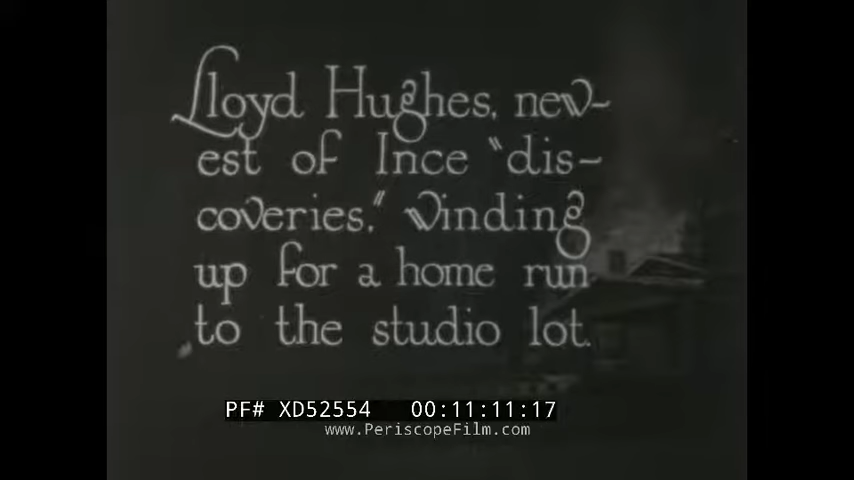 Lloyd Hughes, new-
est of Ince "dis-
coveries," winding
up for a home run
to the studio lot.
PF# XD52554 00:11:11:17
www.PeriscopeFilm.com